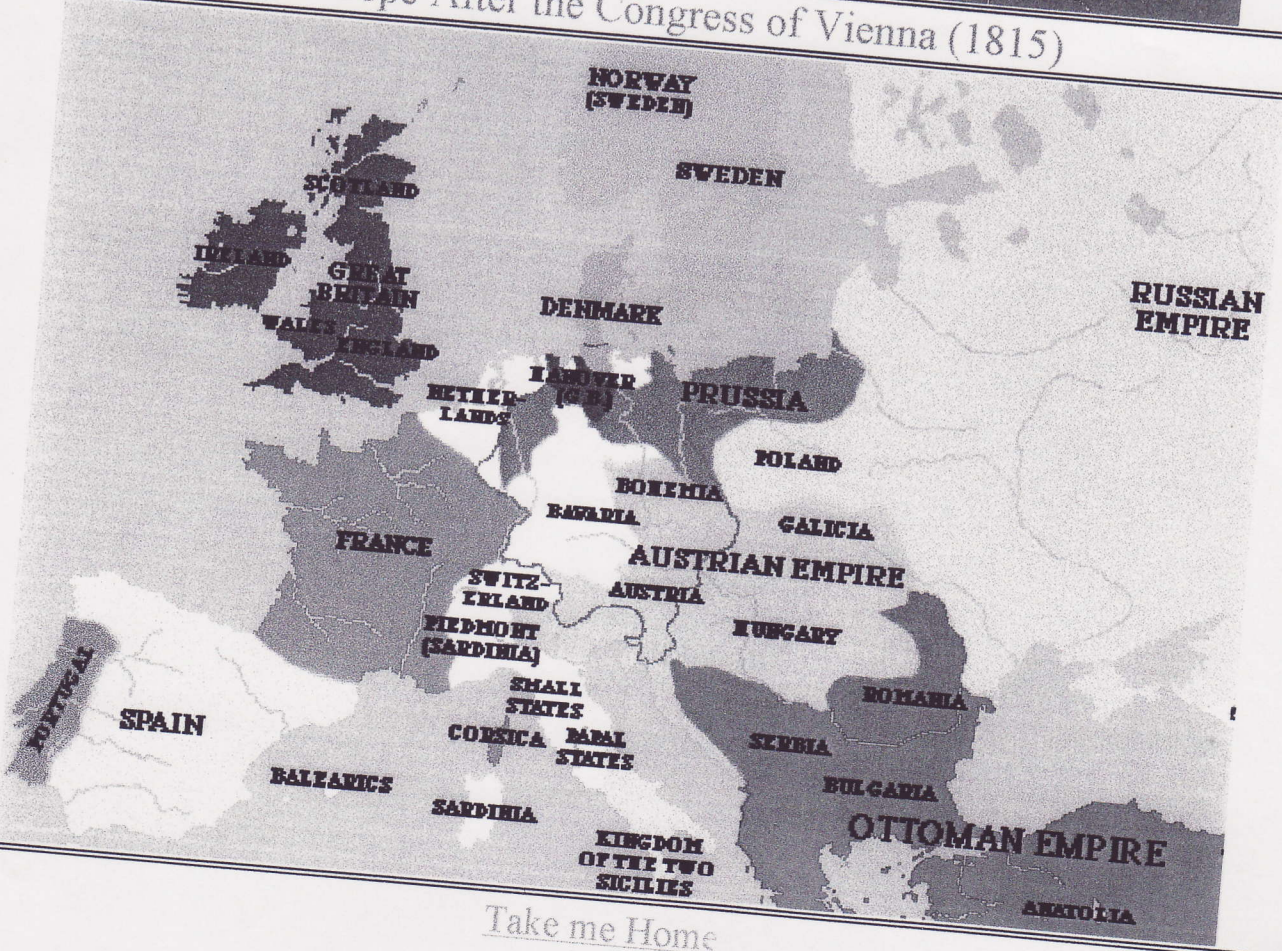 After the Congress of Vienna (1815)
NORWAY
(SWEDEN)
SWEDEN
SCOTLAND
IRELAND
GREAT
BRITAIN
WALES
ENGLAND
DENMARK
RUSSIAN
EMPIRE
HANOVER
(G B)
NETHER-
LANDS
PRUSSIA
POLAND
BOHEMIA
BAVARIA
GALICIA
FRANCE
AUSTRIAN EMPIRE
SWITZ-
ERLAND
AUSTRIA
PIEDMONT
(SARDINIA)
HUNGARY
SMALL
STATES
ROMANIA
PORTUGAL
SPAIN
CORSICA
PAPAL
STATES
SERBIA
BALEARICS
BULGARIA
SARDINIA
OTTOMAN EMPIRE
KINGDOM
OF THE TWO
SICILIES
ANATOLIA
Take me Home